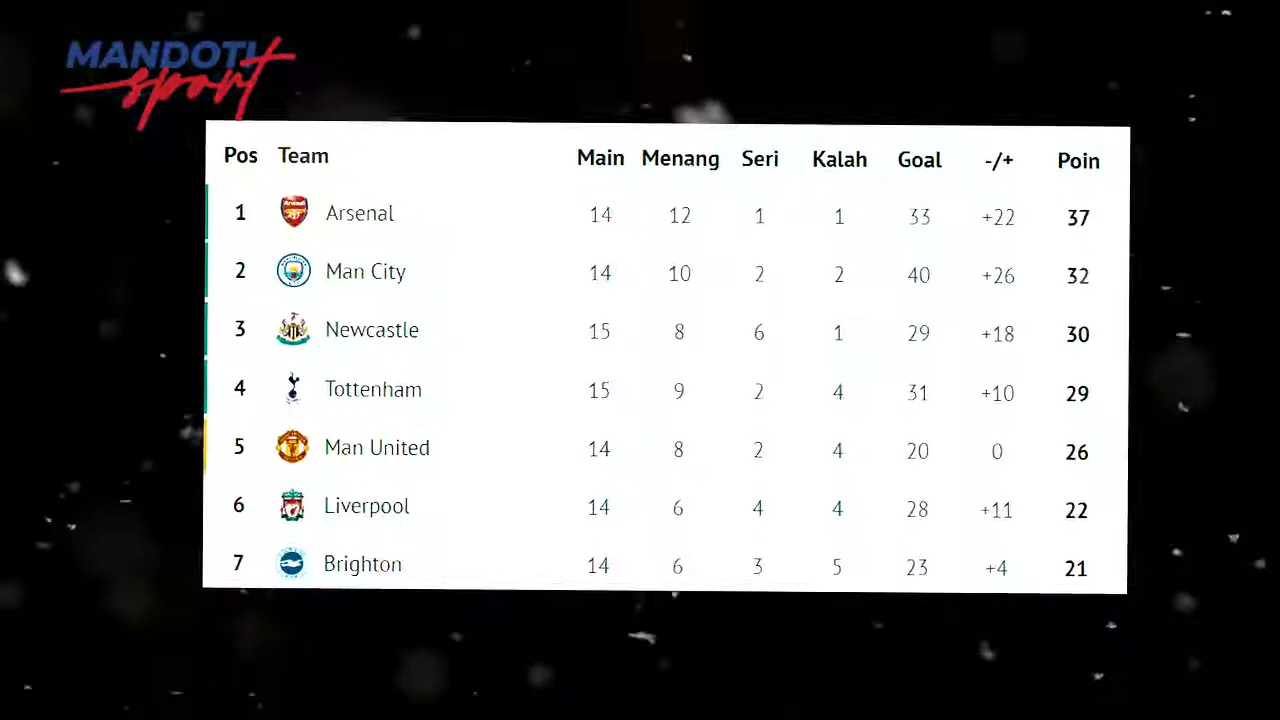 MANDOTI
sport
Pos Team Main Menang Seri Kalah Goal -/+ Poin
1 Arsenal 14 12 1 1 33 +22 37
2 Man City 14 10 2 2 40 +26 32
3 Newcastle 15 8 6 1 29 +18 30
4 Tottenham 15 9 2 4 31 +10 29
5 Man United 14 8 2 4 20 0 26
6 Liverpool 14 6 4 4 28 +11 22
7 Brighton 14 6 3 5 23 +4 21